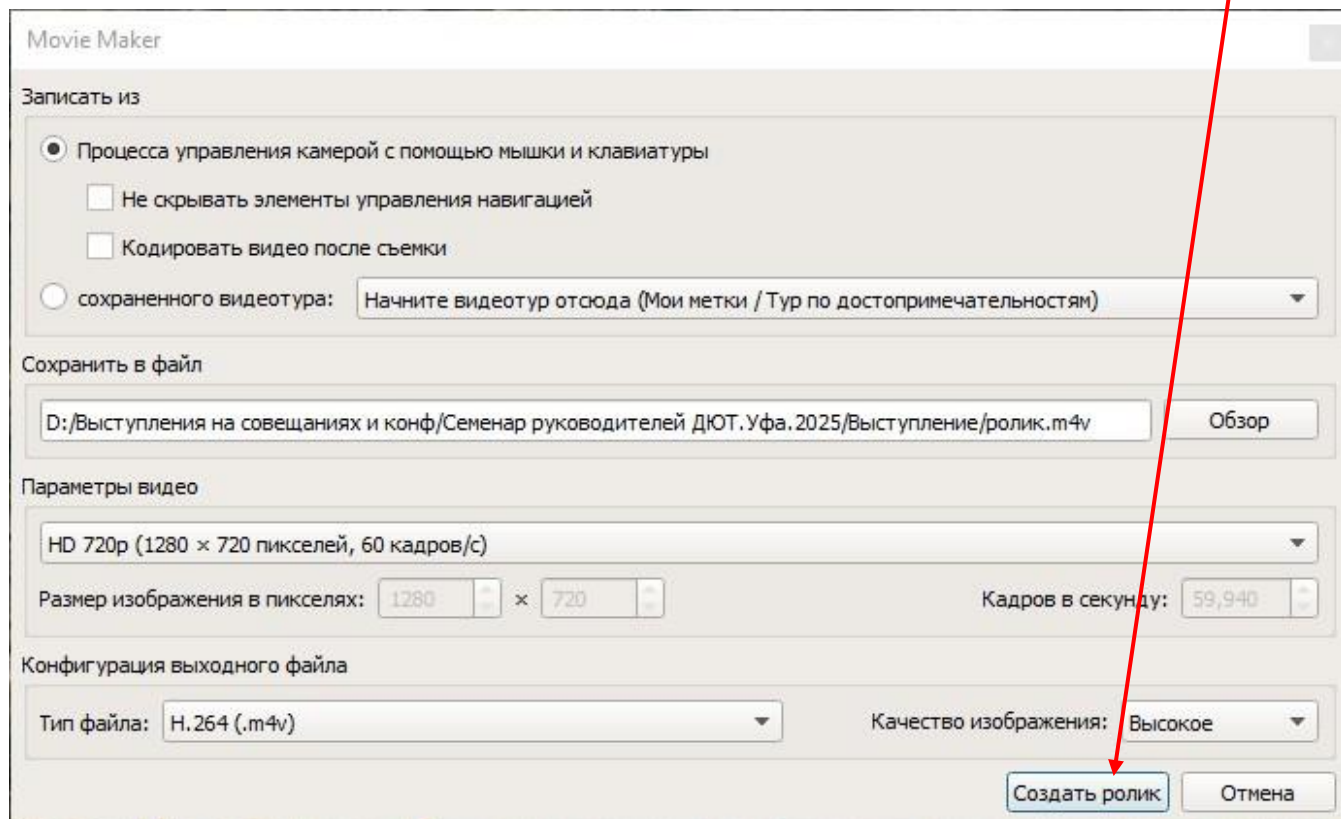 Movie Maker
Записать из
Процесса управления камерой с помощью мышки и клавиатуры
Не скрывать элементы управления навигацией
Кодировать видео после съемки
сохраненного видеотура: Начните видеотур отсюда (Мои метки / Тур по достопримечательностям)
Сохранить в файл
D:/Выступления на совещаниях и конф/Семенар руководителей ДЮТ.Уфа.2025/Выступление/ролик.m4v Обзор
Параметры видео
HD 720p (1280 × 720 пикселей, 60 кадров/с)
Размер изображения в пикселях: 1280 × 720 Кадров в секунду: 59,940
Конфигурация выходного файла
Тип файла: H.264 (.m4v) Качество изображения: Высокое
Создать ролик Отмена